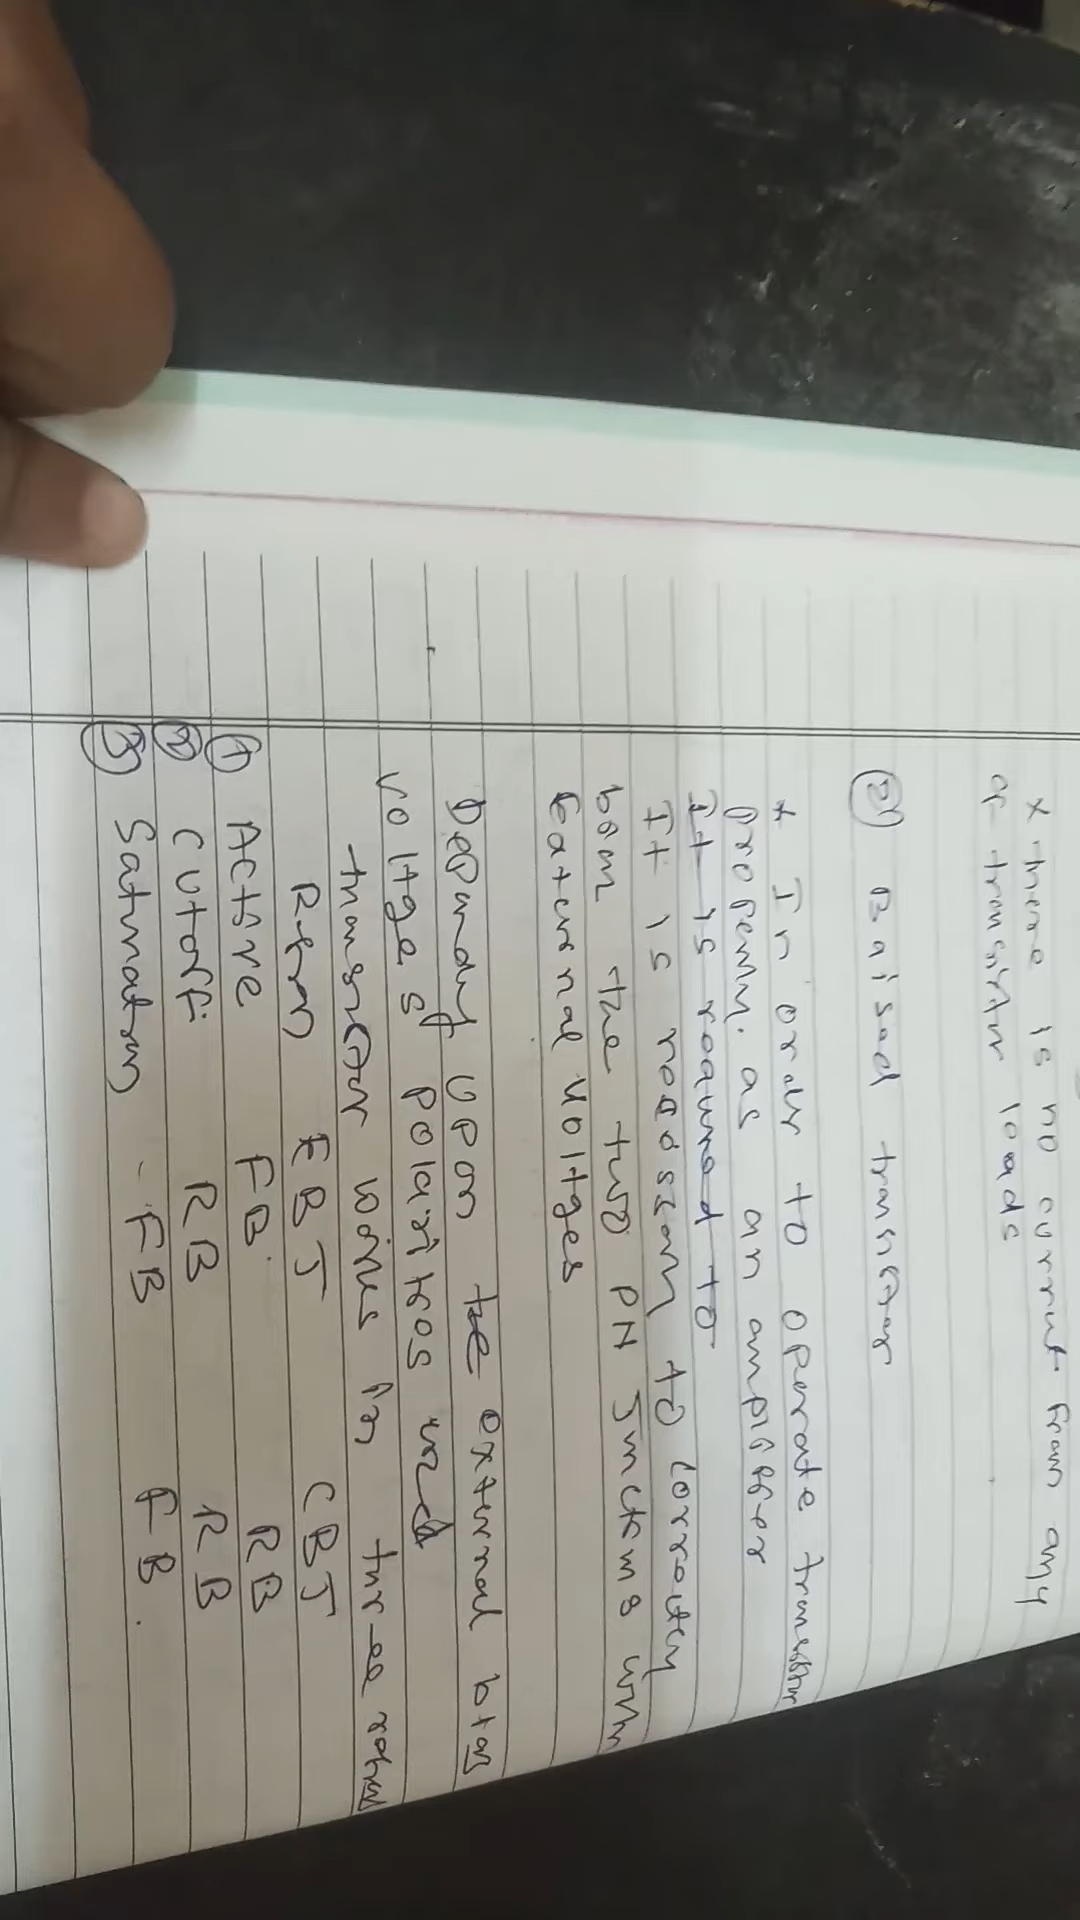 x there is no current from any
of transistor loads
(2) Baised transistor
* In order to operate transistor
properly. as an amplifier
It is required to
It is necessary to correctly
bias the two PN Junctions with
External voltages
Depending upon the external bias
voltages polarities used
transistor works in three regions
Region EBJ CBJ
(1) Active FB RB
(2) cutoff RB RB
(3) Saturation - FB FB.